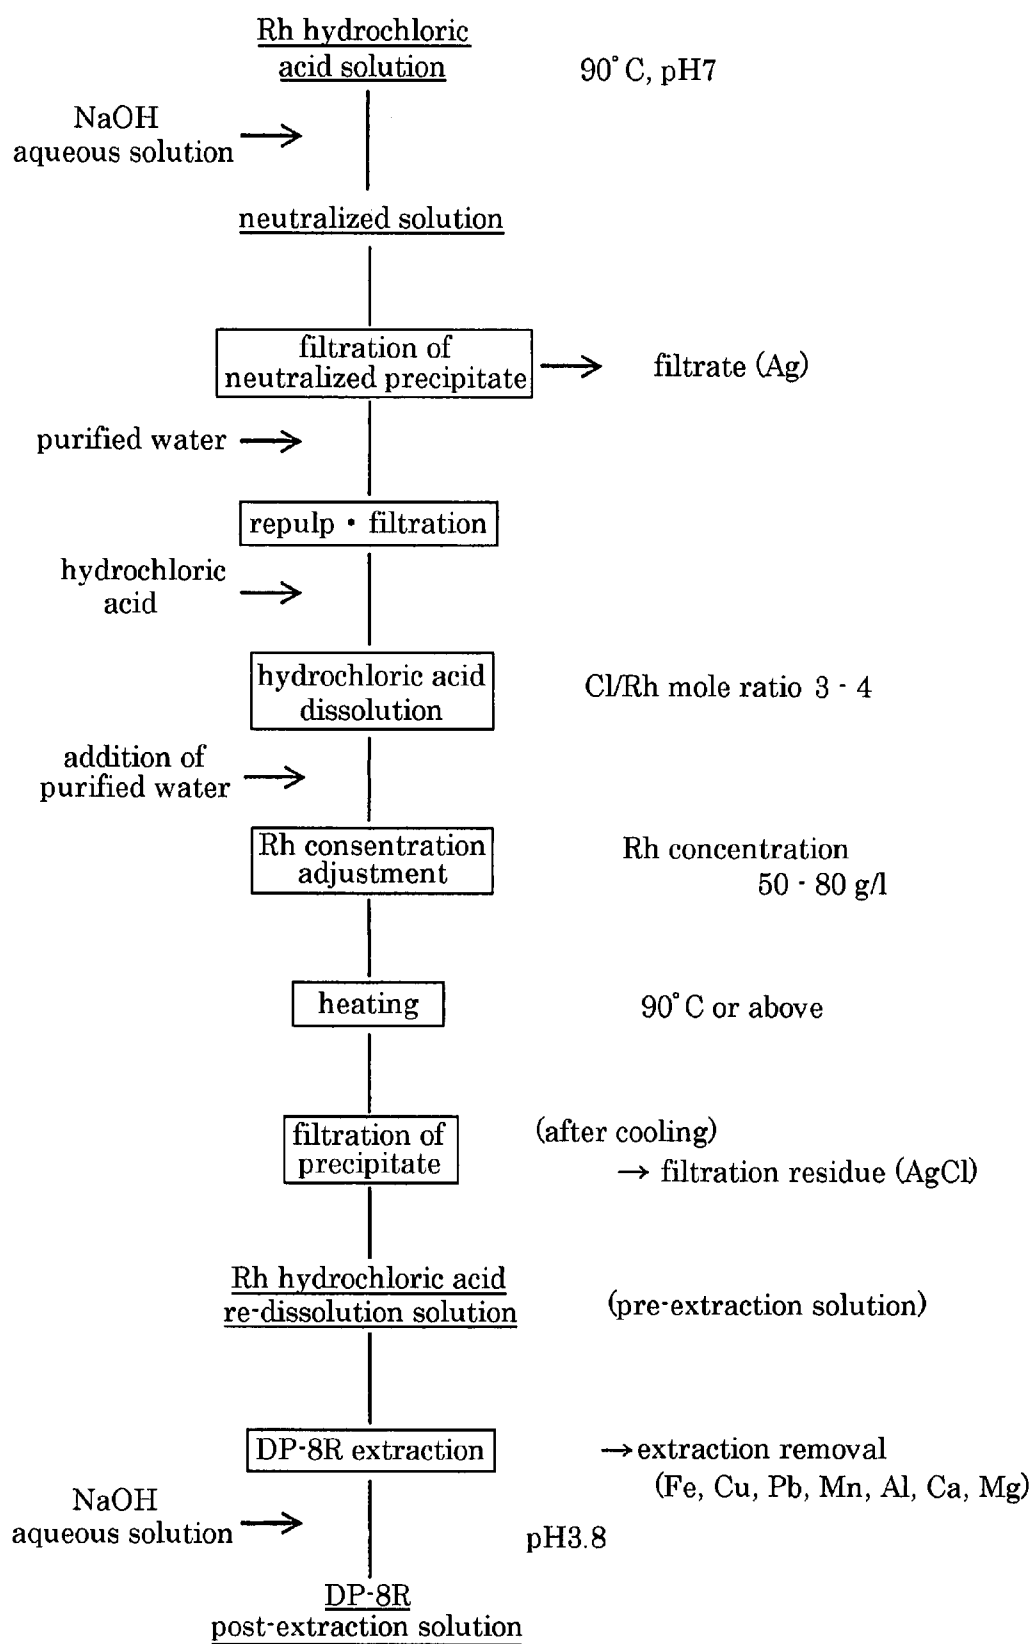 Rh hydrochloric
acid solution
90°C, pH7
NaOH
aqueous solution
neutralized solution
filtration of
neutralized precipitate
filtrate (Ag)
purified water
repulp・filtration
hydrochloric
acid
hydrochloric acid
dissolution
Cl/Rh mole ratio 3 - 4
addition of
purified water
Rh consentration
adjustment
Rh concentration
50 - 80 g/l
heating
90°C or above
filtration of
precipitate
(after cooling)
→ filtration residue (AgCl)
Rh hydrochloric acid
re-dissolution solution
(pre-extraction solution)
DP-8R extraction
→extraction removal
(Fe, Cu, Pb, Mn, Al, Ca, Mg)
NaOH
aqueous solution
pH3.8
DP-8R
post-extraction solution